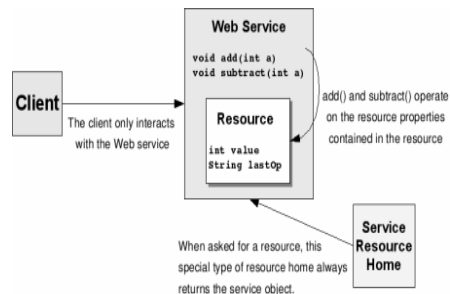 Web Service
void add(int a)
void subtract(int a)
Client
The client only interacts
with the Web service
Resource
int value
String lastOp
add() and subtract() operate
on the resource properties
contained in the resource
When asked for a resource, this
special type of resource home always
returns the service object.
Service
Resource
Home